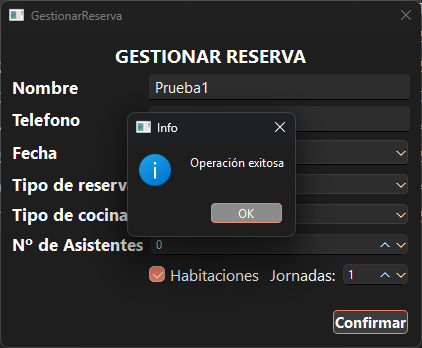 GestionarReserva
GESTIONAR RESERVA
Nombre Prueba1
Telefono
Info
Operación exitosa
OK
Fecha
Tipo de reserva
Tipo de cocina
Nº de Asistentes 0
Habitaciones Jornadas: 1
Confirmar